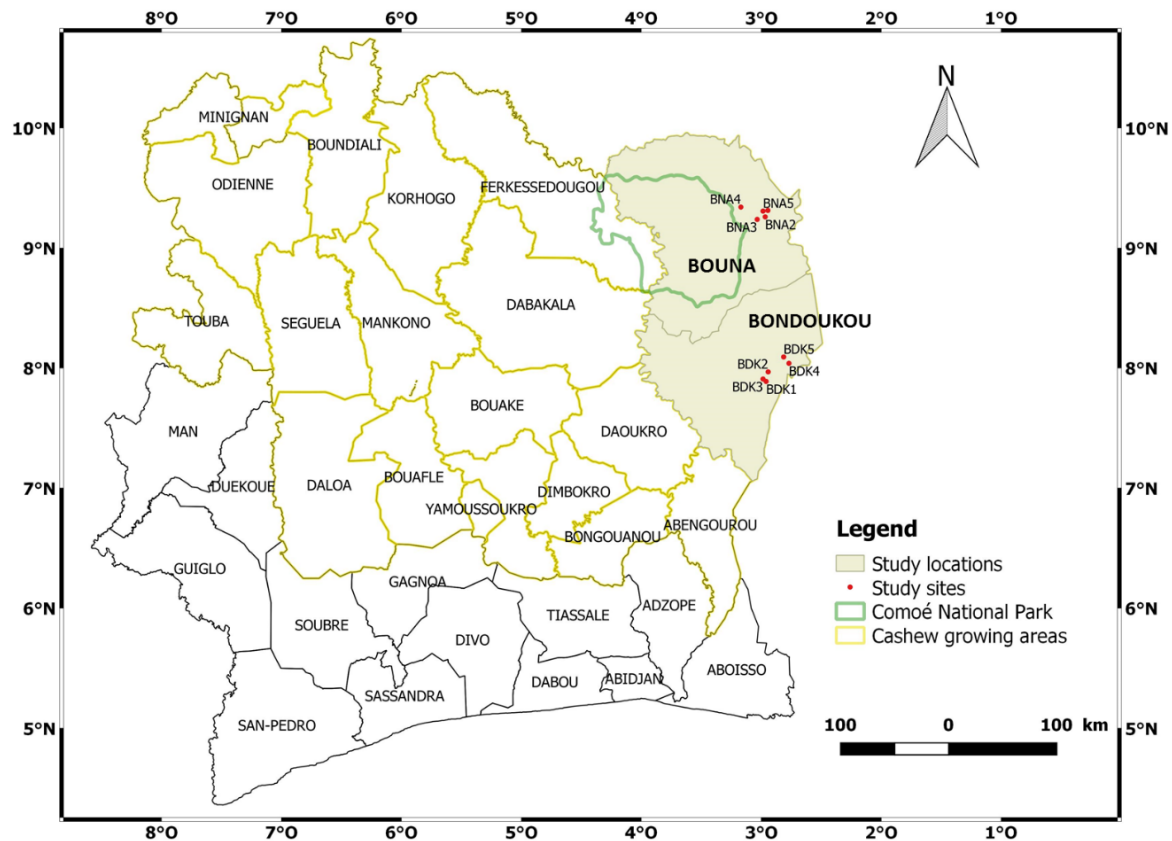 8°O 7°O 6°O 5°O 4°O 3°O 2°O 1°O
N
10°N 10°N
MINIGNAN
BOUNDIALI
ODIENNE
KORHOGO
FERKESSEDOUGOU
BNA4 BNA5
BNA3 BNA2
9°N 9°N
BOUNA
DABAKALA
TOUBA
SEGUELA
MANKONO
BONDOUKOU
BDK5
BDK2 BDK4
8°N 8°N
BDK3 BDK1
BOUAKE
MAN
DAOUKRO
BOUAFLE
DUEKOUE
DALOA
DIMBOKRO
7°N 7°N
YAMOUSSOUKRO
ABENGOUROU
BONGOUANOU
Legend
Study locations
Study sites
Comoé National Park
Cashew growing areas
GUIGLO
GAGNOA
ADZOPE
6°N 6°N
TIASSALE
SOUBRE
DIVO
ABOISSO
SASSANDRA
DABOU
ABIDJAN
SAN-PEDRO
5°N 5°N
100 0 100 km
8°O 7°O 6°O 5°O 4°O 3°O 2°O 1°O